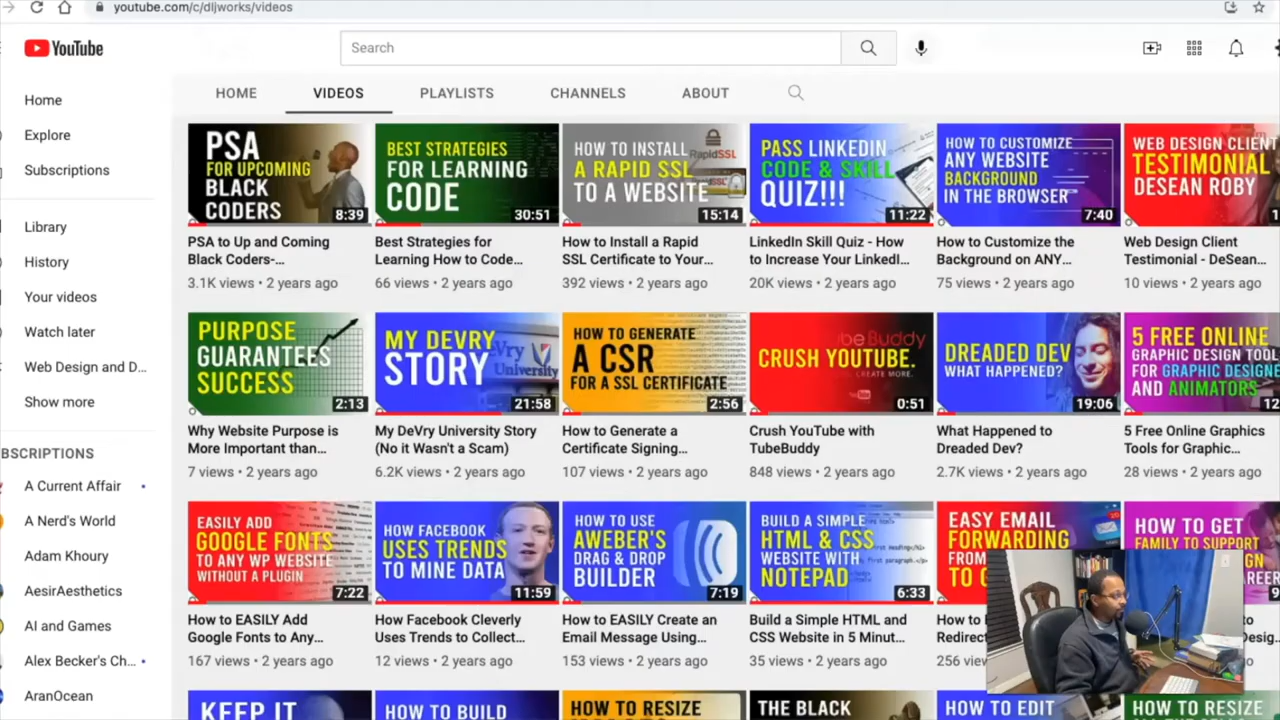 youtube.com/c/dljworks/videos
YouTube
Search
Home
Explore
Subscriptions
Library
History
Your videos
Watch later
Web Design and D...
Show more
BSCRIPTIONS
A Current Affair
A Nerd's World
Adam Khoury
AesirAesthetics
AI and Games
Alex Becker's Ch...
AranOcean
HOME
VIDEOS
PLAYLISTS
CHANNELS
ABOUT
PSA
FOR UPCOMING
BLACK
CODERS
8:39
PSA to Up and Coming
Black Coders-...
3.1K views • 2 years ago
BEST STRATEGIES
FOR LEARNING
CODE
30:51
Best Strategies for
Learning How to Code...
66 views • 2 years ago
HOW TO INSTALL
A RAPID SSL
TO A WEBSITE
RapidSSL
15:14
How to Install a Rapid
SSL Certificate to Your...
392 views • 2 years ago
PASS LINKEDIN
CODE & SKILL
QUIZ!!!
11:22
LinkedIn Skill Quiz - How
to Increase Your LinkedI...
20K views • 2 years ago
HOW TO CUSTOMIZE
ANY WEBSITE
BACKGROUND
IN THE BROWSER
7:40
How to Customize the
Background on ANY...
75 views • 2 years ago
WEB DESIGN CLIENT
TESTIMONIAL
DESEAN ROBY
Web Design Client
Testimonial - DeSean...
10 views • 2 years ago
PURPOSE
GUARANTEES
SUCCESS
2:13
Why Website Purpose is
More Important than...
7 views • 2 years ago
MY DEVRY
STORY
Vry
University
21:58
My DeVry University Story
(No it Wasn't a Scam)
6.2K views • 2 years ago
HOW TO GENERATE
A CSR
FOR A SSL CERTIFICATE
2:56
How to Generate a
Certificate Signing...
107 views • 2 years ago
beBuddy
CRUSH YOUTUBE.
CREATE MORE.
0:51
Crush YouTube with
TubeBuddy
848 views • 2 years ago
DREADED DEV
WHAT HAPPENED?
19:06
What Happened to
Dreaded Dev?
2.7K views • 2 years ago
5 FREE ONLINE
GRAPHIC DESIGN TOOL
FOR GRAPHIC DESIGNE
AND ANIMATORS
12
5 Free Online Graphics
Tools for Graphic...
28 views • 2 years ago
EASILY ADD
GOOGLE FONTS
TO ANY WP WEBSITE
WITHOUT A PLUGIN
7:22
How to EASILY Add
Google Fonts to Any...
167 views • 2 years ago
HOW FACEBOOK
USES TRENDS
TO MINE DATA
11:59
How Facebook Cleverly
Uses Trends to Collect...
12 views • 2 years ago
HOW TO USE
AWEBER'S
DRAG & DROP
BUILDER
7:19
How to EASILY Create an
Email Message Using...
153 views • 2 years ago
BUILD A SIMPLE
HTML & CSS
WEBSITE WITH
NOTEPAD
6:33
Build a Simple HTML and
CSS Website in 5 Minut...
35 views • 2 years ago
EASY EMAIL
FORWARDING
FROM
TO
How to
Redirec
256 view
HOW TO GET
FAMILY TO SUPPORT
KEEP IT
HOW TO BUILD
HOW TO RESIZE
THE BLACK
HOW TO EDIT
HOW TO RESIZE